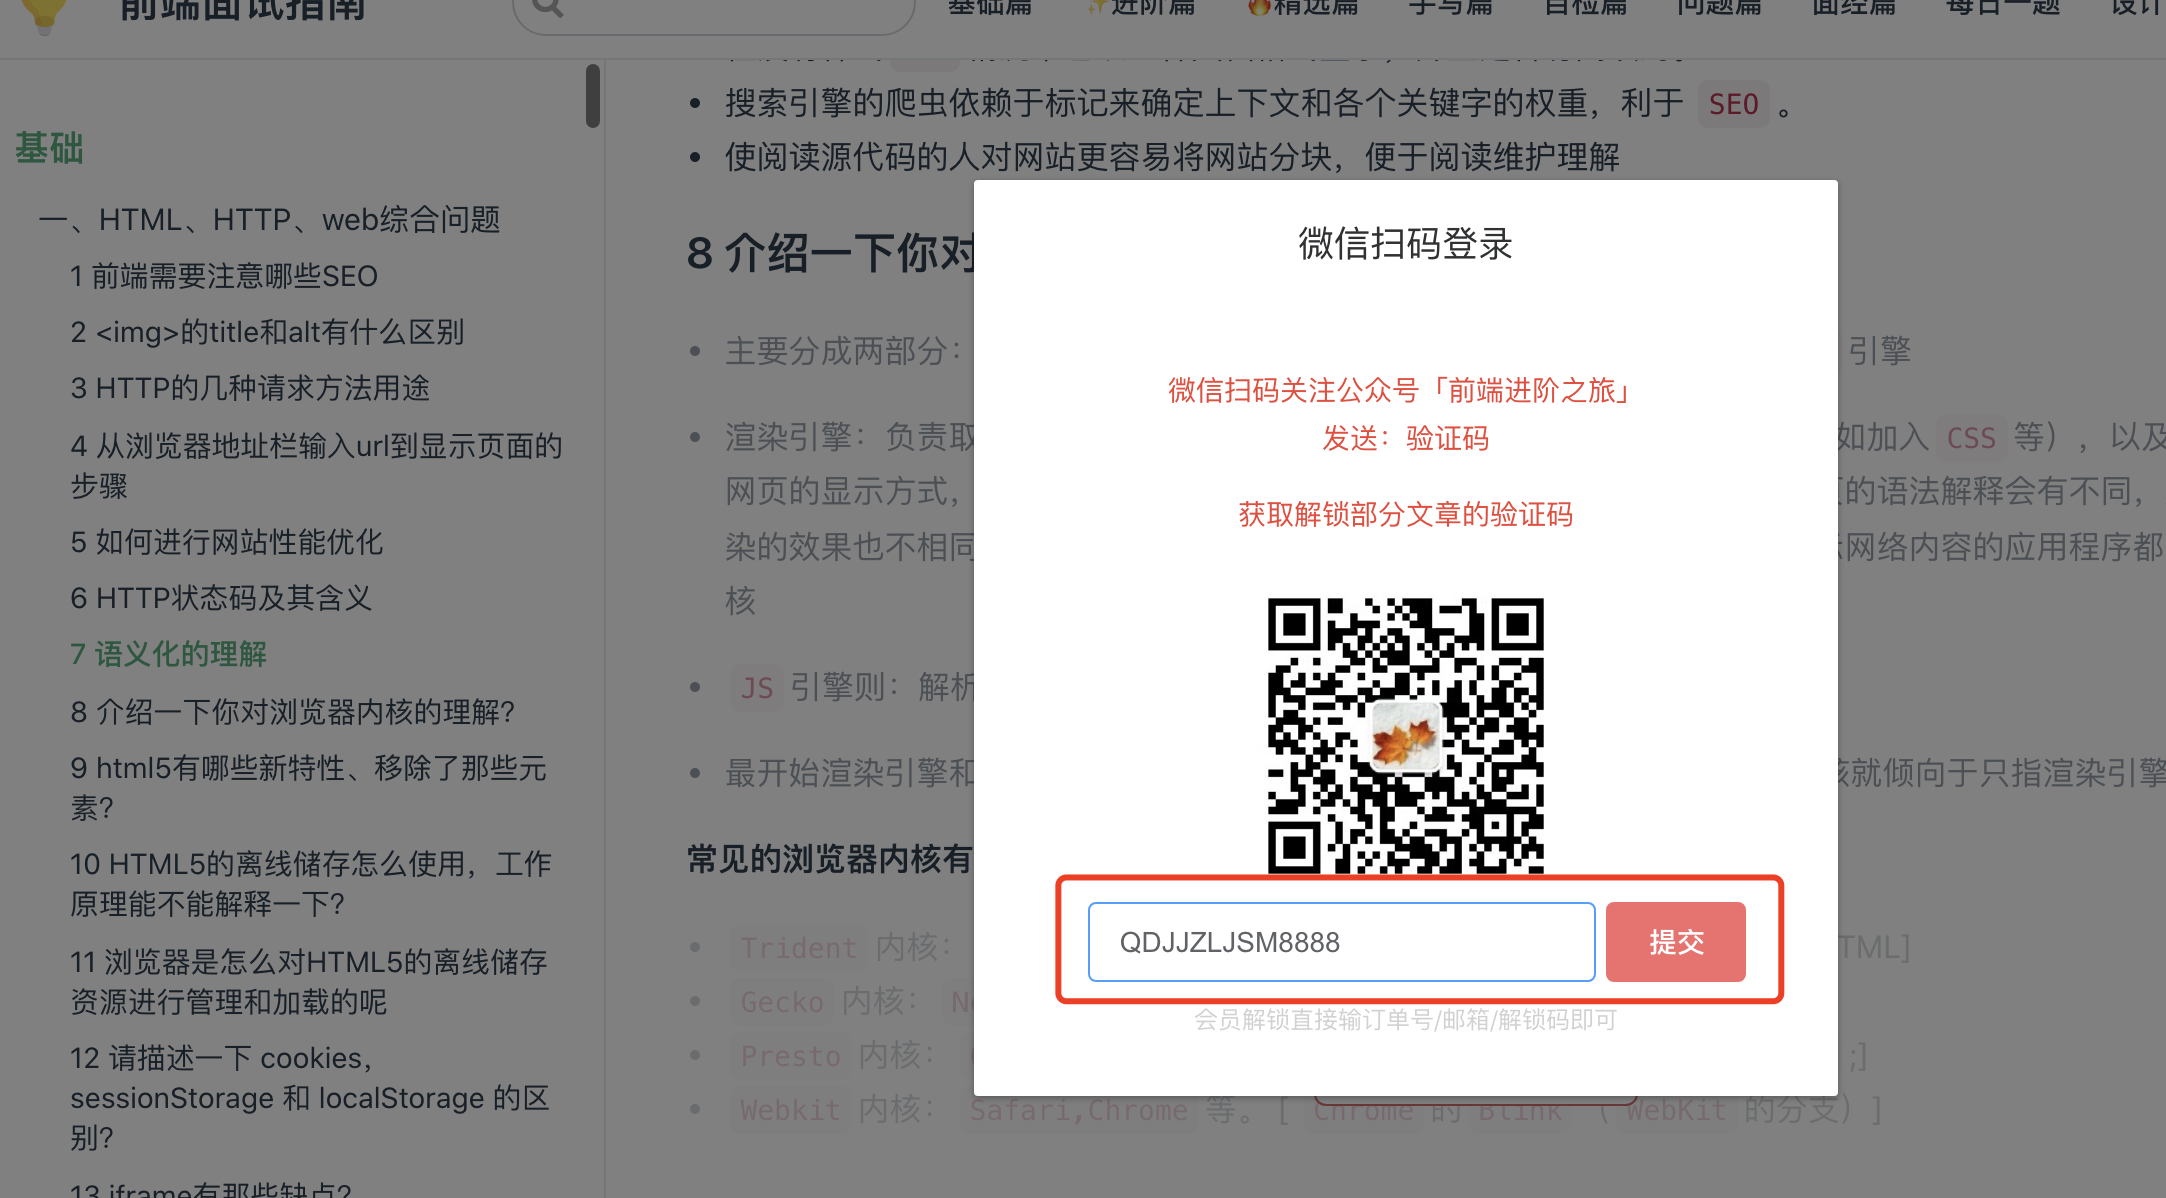 前端面试指南
基础篇 ✨进阶篇 🔥精选篇 手写篇 自检篇 问题篇 面经篇 每日一题 设计
基础
一、HTML、HTTP、web综合问题
1 前端需要注意哪些SEO
2 <img>的title和alt有什么区别
3 HTTP的几种请求方法用途
4 从浏览器地址栏输入url到显示页面的
步骤
5 如何进行网站性能优化
6 HTTP状态码及其含义
7 语义化的理解
8 介绍一下你对浏览器内核的理解?
9 html5有哪些新特性、移除了那些元
素?
10 HTML5的离线储存怎么使用，工作
原理能不能解释一下?
11 浏览器是怎么对HTML5的离线储存
资源进行管理和加载的呢
12 请描述一下 cookies，
sessionStorage 和 localStorage 的区
别?
13 iframe有那些缺点?
搜索引擎的爬虫依赖于标记来确定上下文和各个关键字的权重，利于 SEO 。
使阅读源代码的人对网站更容易将网站分块，便于阅读维护理解
8 介绍一下你对
主要分成两部分： 引擎
渲染引擎：负责取 如加入 CSS 等），以及
网页的显示方式， 的语法解释会有不同，
染的效果也不相同 网络内容的应用程序都
核
JS 引擎则：解析
最开始渲染引擎和 就倾向于只指渲染引擎
常见的浏览器内核有
Trident 内核： TML]
Gecko 内核： Ne
Presto 内核： ;]
Webkit 内核： Safari,Chrome 等。 [ Chrome 的 Blink （ WebKit 的分支） ]
微信扫码登录
微信扫码关注公众号「前端进阶之旅」
发送：验证码
获取解锁部分文章的验证码
QDJJZLJSM8888
提交
会员解锁直接输订单号/邮箱/解锁码即可